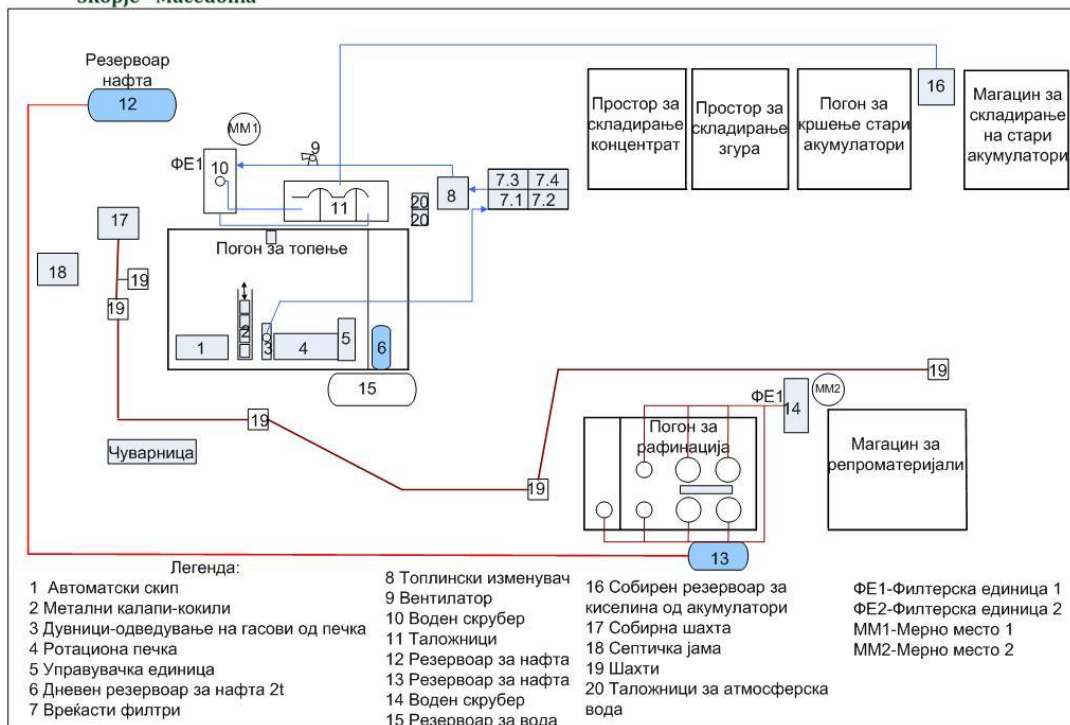 Skopje - Macedonia
Резервоар
нафта
12
ММ1
ФЕ1
10
9
11
8
7.3 7.4
7.1 7.2
20
20
16
Простор за
складирање
концентрат
Простор за
складирање
згура
Погон за
кршење стари
акумулатори
Магацин за
складирање
на стари
акумулатори
17
18
19
19
Погон за топење
1
2
3
4
5
6
15
19
19
19
Чуварница
ФЕ1
14
ММ2
Погон за
рафинација
Магацин за
репроматеријали
13
Легенда:
1 Автоматски скип
2 Метални калапи-кокили
3 Дувници-одведување на гасови од печка
4 Ротациона печка
5 Управувачка единица
6 Дневен резервоар за нафта 2t
7 Вреќасти филтри
8 Топлински изменувач
9 Вентилатор
10 Воден скрубер
11 Таложници
12 Резервоар за нафта
13 Резервоар за нафта
14 Воден скрубер
15 Резервоар за вода
16 Собирен резервоар за
киселина од акумулатори
17 Собирна шахта
18 Септичка јама
19 Шахти
20 Таложници за атмосферска
вода
ФЕ1-Филтерска единица 1
ФЕ2-Филтерска единица 2
ММ1-Мерно место 1
ММ2-Мерно место 2